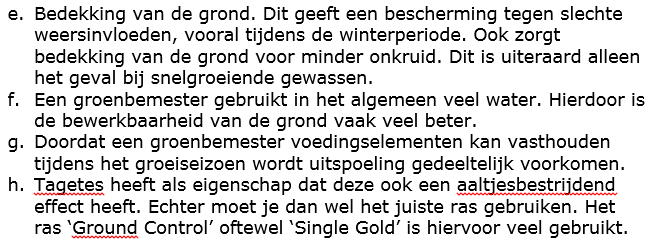 e. Bedekking van de grond. Dit geeft een bescherming tegen slechte
weersinvloeden, vooral tijdens de winterperiode. Ook zorgt
bedekking van de grond voor minder onkruid. Dit is uiteraard alleen
het geval bij snelgroeiende gewassen.
f. Een groenbemester gebruikt in het algemeen veel water. Hierdoor is
de bewerkbaarheid van de grond vaak veel beter.
g. Doordat een groenbemester voedingselementen kan vasthouden
tijdens het groeiseizoen wordt uitspoeling gedeeltelijk voorkomen.
h. Tagetes heeft als eigenschap dat deze ook een aaltjesbestrijdend
effect heeft. Echter moet je dan wel het juiste ras gebruiken. Het
ras ‘Ground Control’ oftewel ‘Single Gold’ is hiervoor veel gebruikt.